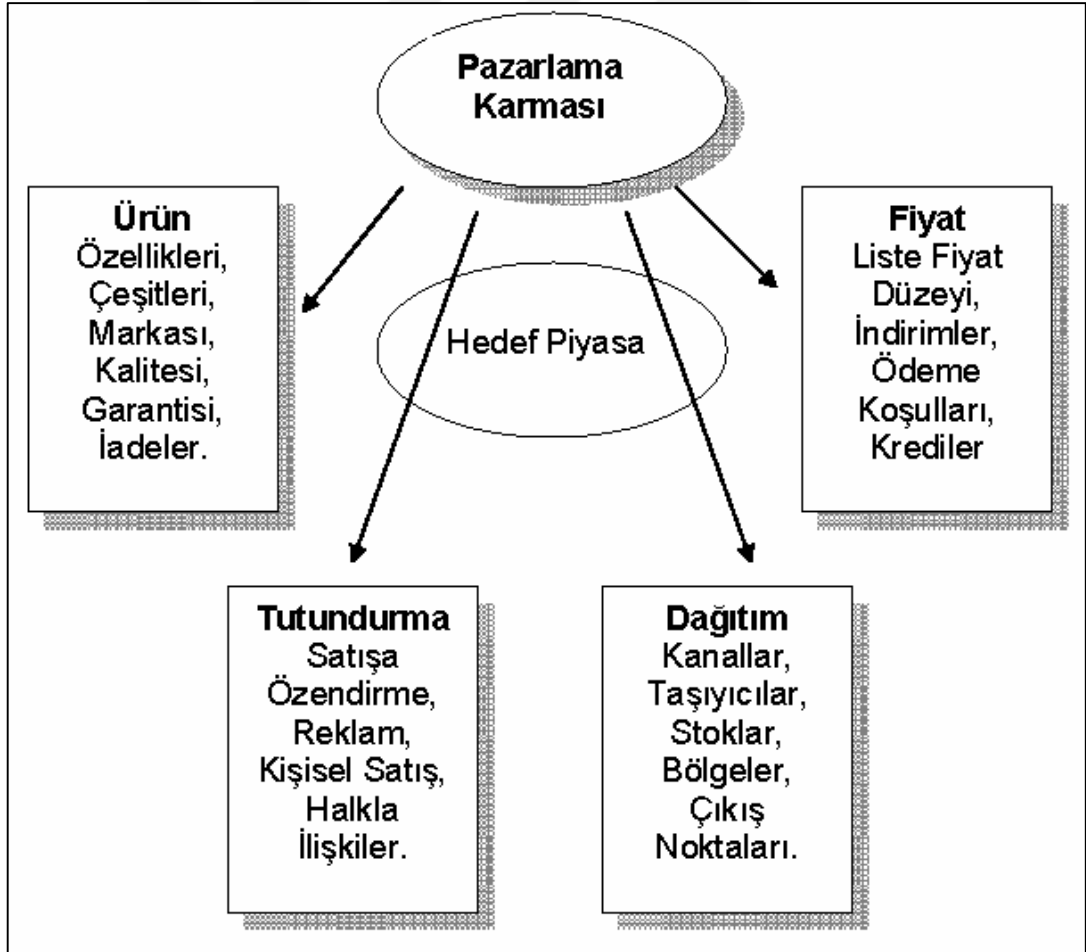 Pazarlama
Karması
Ürün
Özellikleri,
Çeşitleri,
Markası,
Kalitesi,
Garantisi,
İadeler.
Hedef Piyasa
Fiyat
Liste Fiyat
Düzeyi,
İndirimler,
Ödeme
Koşulları,
Krediler
Tutundurma
Satışa
Özendirme,
Reklam,
Kişisel Satış,
Halkla
İlişkiler.
Dağıtım
Kanallar,
Taşıyıcılar,
Stoklar,
Bölgeler,
Çıkış
Noktaları.